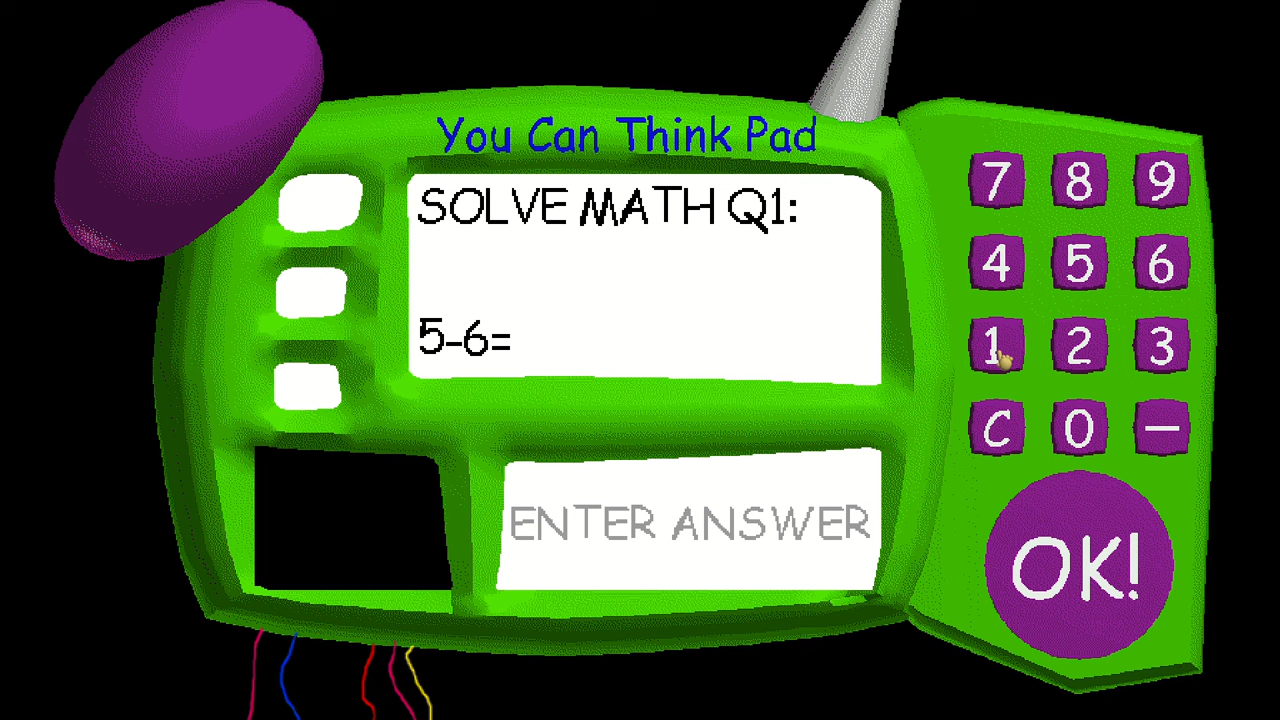 You Can Think Pad
SOLVE MATH Q1:
5-6=
ENTER ANSWER
7 8 9
4 5 6
1 2 3
C 0 —
OK!